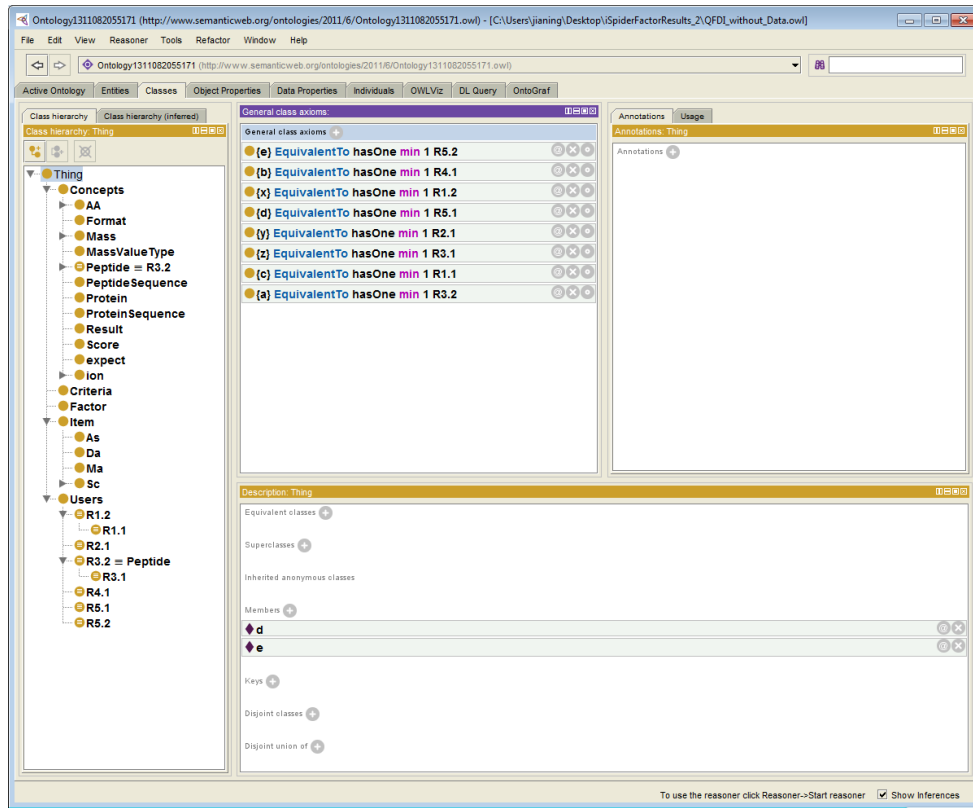 Ontology1311082055171 (http://www.semanticweb.org/ontologies/2011/6/Ontology1311082055171.owl) - [C:\Users\jianing\Desktop\iSpiderFactorResults_2\QFDI_without_Data.owl]
File Edit View Reasoner Tools Refactor Window Help
Ontology1311082055171 (http://www.semanticweb.org/ontologies/2011/6/Ontology1311082055171.owl)
Active Ontology Entities Classes Object Properties Data Properties Individuals OWLViz DL Query OntoGraf
Class hierarchy Class hierarchy (inferred)
Class hierarchy: Thing
Thing
Concepts
AA
Format
Mass
MassValueType
Peptide ≡ R3.2
PeptideSequence
Protein
ProteinSequence
Result
Score
expect
ion
Criteria
Factor
Item
As
Da
Ma
Sc
Users
R1.2
R1.1
R2.1
R3.2 ≡ Peptide
R3.1
R4.1
R5.1
R5.2
General class axioms:
General class axioms
{e} EquivalentTo hasOne min 1 R5.2
{b} EquivalentTo hasOne min 1 R4.1
{x} EquivalentTo hasOne min 1 R1.2
{d} EquivalentTo hasOne min 1 R5.1
{y} EquivalentTo hasOne min 1 R2.1
{z} EquivalentTo hasOne min 1 R3.1
{c} EquivalentTo hasOne min 1 R1.1
{a} EquivalentTo hasOne min 1 R3.2
Annotations Usage
Annotations: Thing
Annotations
Description: Thing
Equivalent classes
Superclasses
Inherited anonymous classes
Members
d
e
Keys
Disjoint classes
Disjoint union of
To use the reasoner click Reasoner->Start reasoner Show Inferences